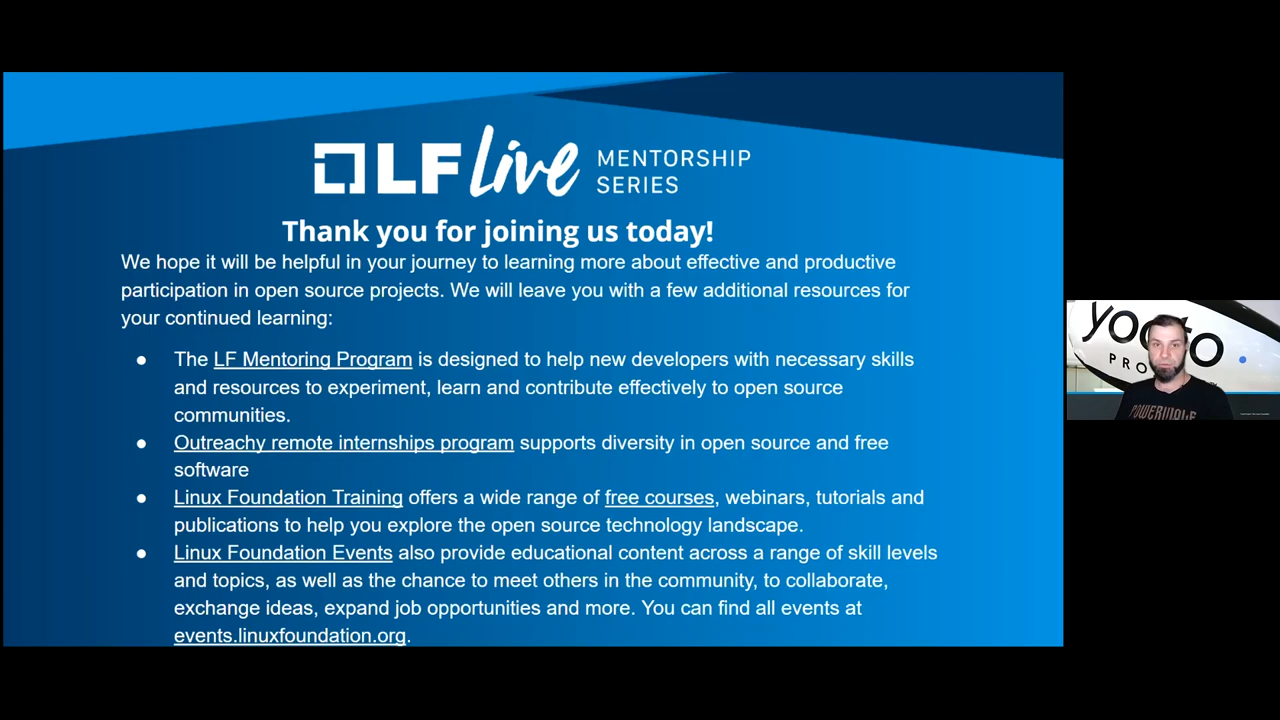 LF Live MENTORSHIP
SERIES
Thank you for joining us today!
We hope it will be helpful in your journey to learning more about effective and productive
participation in open source projects. We will leave you with a few additional resources for
your continued learning:
● The LF Mentoring Program is designed to help new developers with necessary skills
and resources to experiment, learn and contribute effectively to open source
communities.
● Outreachy remote internships program supports diversity in open source and free
software
● Linux Foundation Training offers a wide range of free courses, webinars, tutorials and
publications to help you explore the open source technology landscape.
● Linux Foundation Events also provide educational content across a range of skill levels
and topics, as well as the chance to meet others in the community, to collaborate,
exchange ideas, expand job opportunities and more. You can find all events at
events.linuxfoundation.org.
yocto
PRO
POWERWOLF